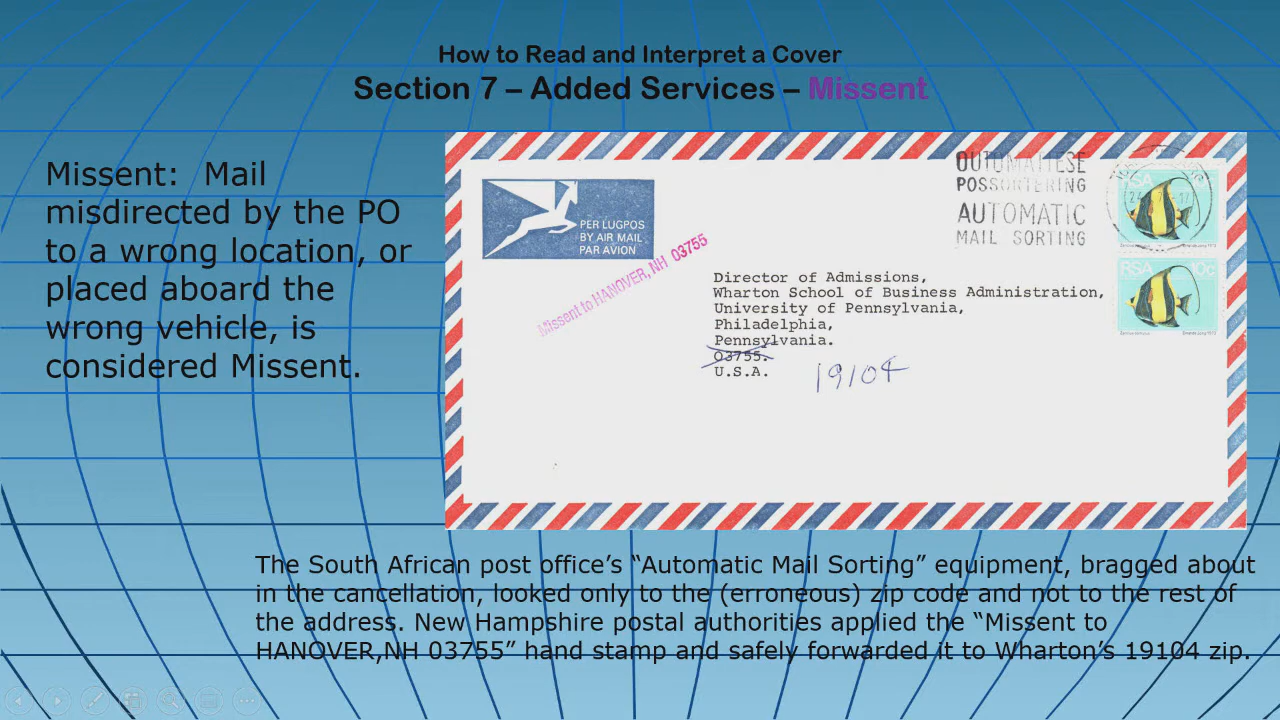 How to Read and Interpret a Cover
Section 7 – Added Services – Missent
Missent: Mail
misdirected by the PO
to a wrong location, or
placed aboard the
wrong vehicle, is
considered Missent.
PER LUGPOS
BY AIR MAIL
PAR AVION
Missent to HANOVER, NH 03755
OUTOMATIESE
POSSORTERING
AUTOMATIC
MAIL SORTING
RSA 10c
RSA 10c
Director of Admissions,
Wharton School of Business Administration,
University of Pennsylvania,
Philadelphia,
Pennsylvania.
03755.
U.S.A.
19104
The South African post office’s “Automatic Mail Sorting” equipment, bragged about
in the cancellation, looked only to the (erroneous) zip code and not to the rest of
the address. New Hampshire postal authorities applied the “Missent to
HANOVER,NH 03755” hand stamp and safely forwarded it to Wharton’s 19104 zip.